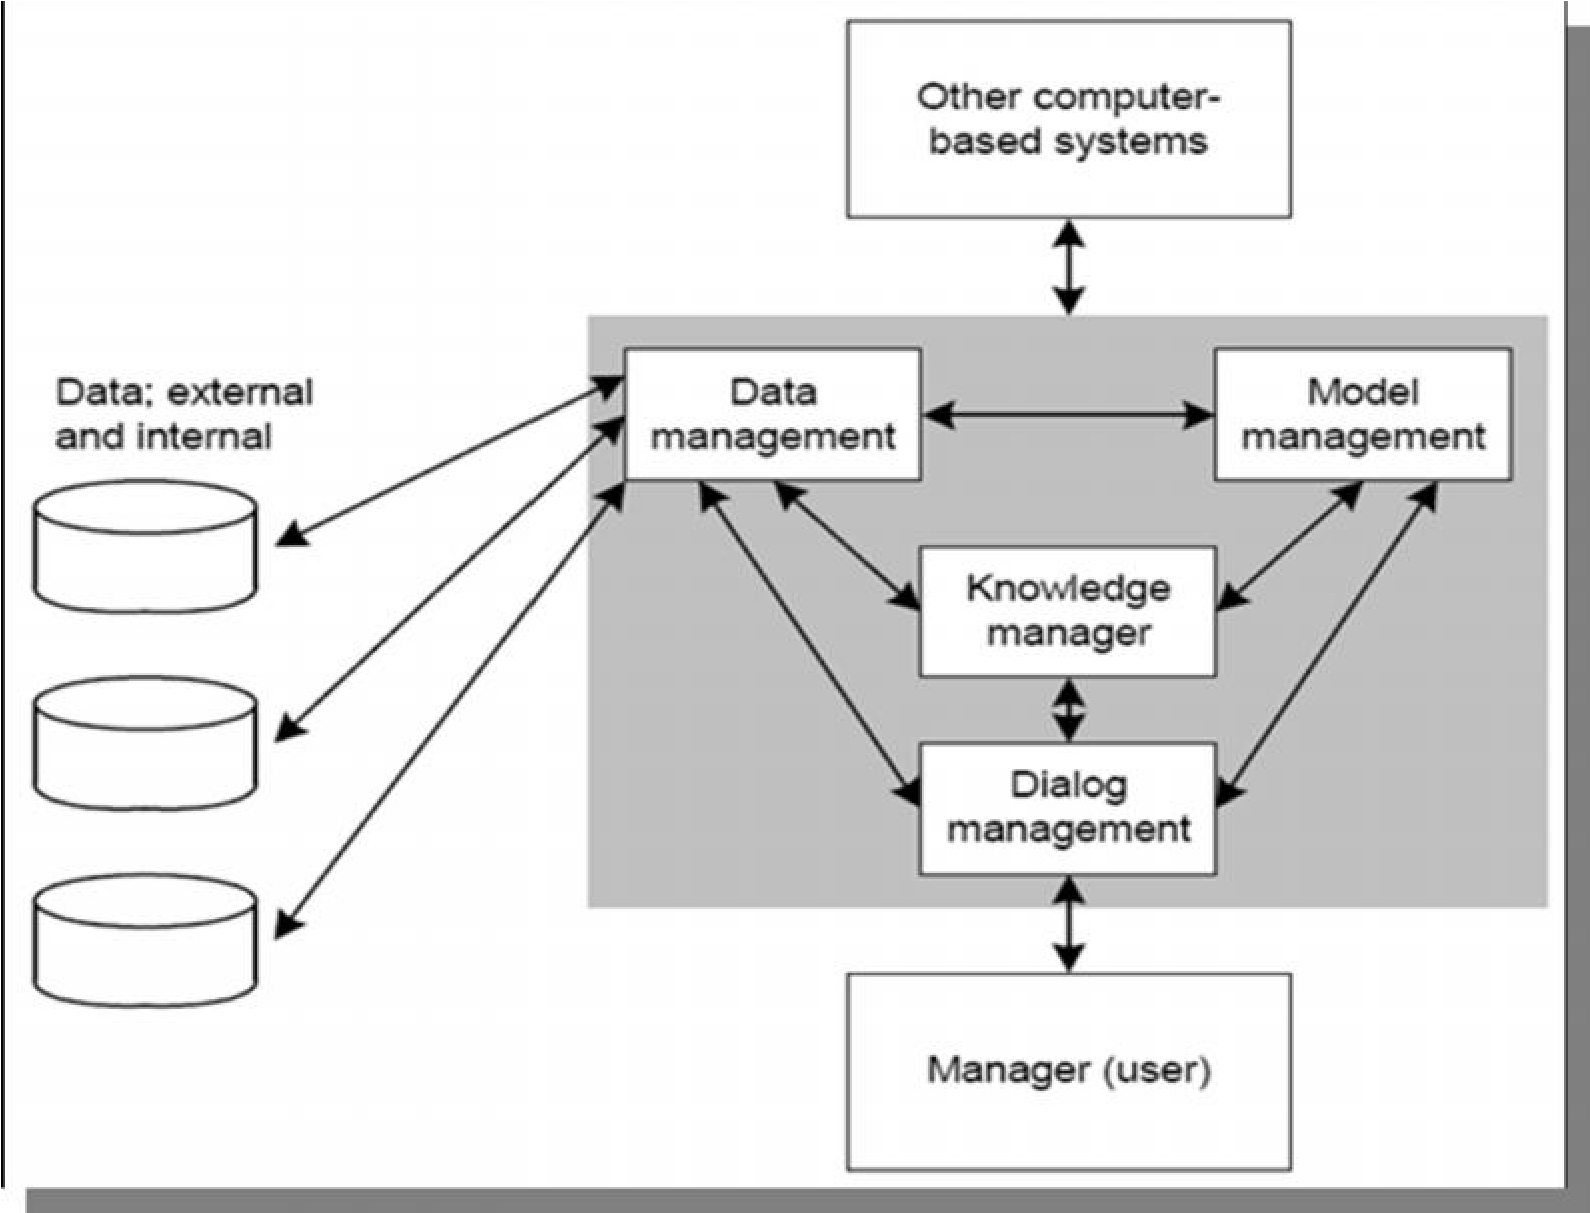 Other computer-
based systems
Data; external
and internal
Data
management
Model
management
Knowledge
manager
Dialog
management
Manager (user)